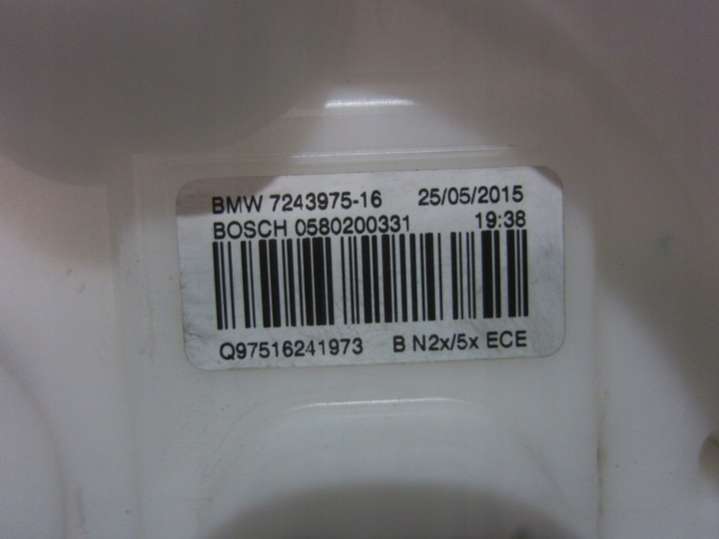 BMW 7243975-16 25/05/2015
BOSCH 0580200331 19:38
Q97516241973 B N2x/5x ECE